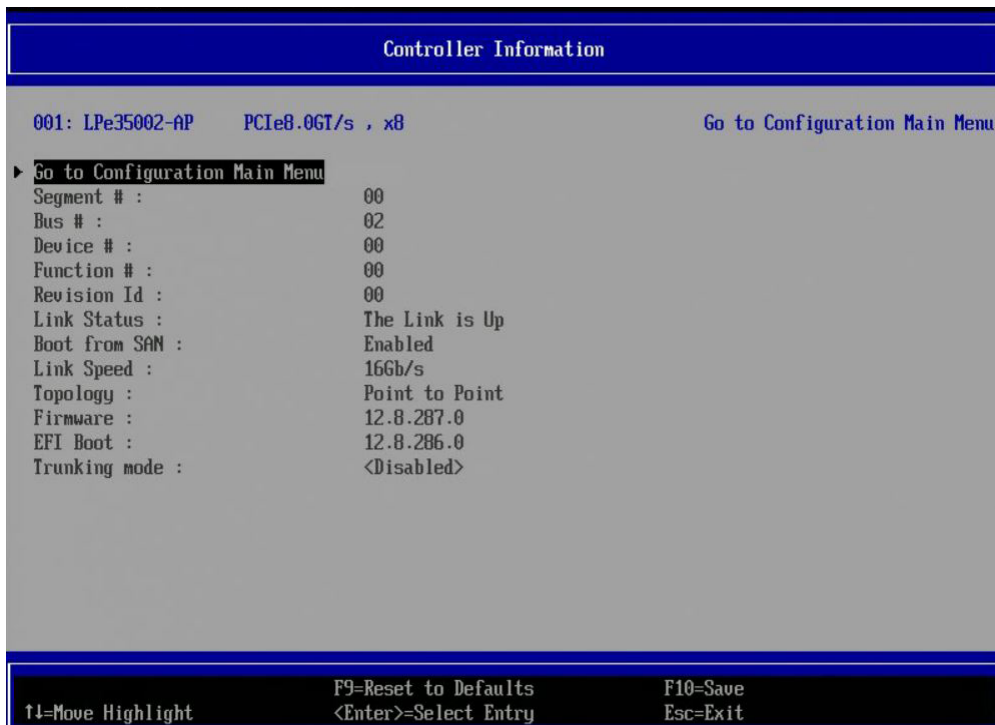 Controller Information
001: LPe35002-AP PCIe8.0GT/s , x8 Go to Configuration Main Menu
Go to Configuration Main Menu
Segment # : 00
Bus # : 02
Device # : 00
Function # : 00
Revision Id : 00
Link Status : The Link is Up
Boot from SAN : Enabled
Link Speed : 16Gb/s
Topology : Point to Point
Firmware : 12.8.287.0
EFI Boot : 12.8.286.0
Trunking mode : <Disabled>
F9=Reset to Defaults F10=Save
↑↓=Move Highlight <Enter>=Select Entry Esc=Exit